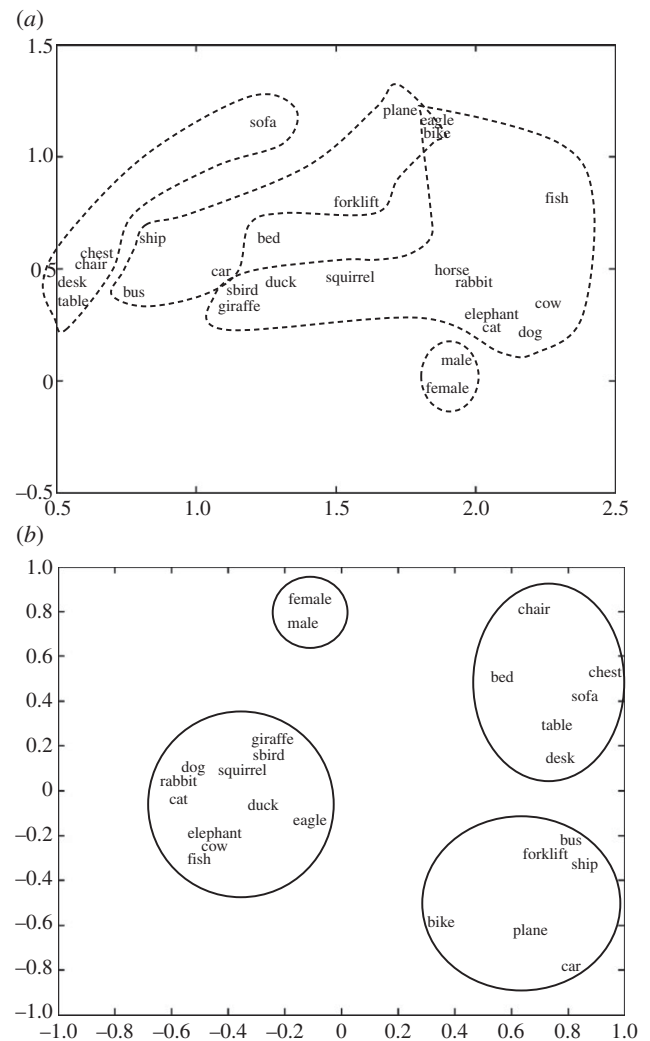 (a)
1.5
plane
eagle
sofa
bike
1.0
fish
forklift
ship
bed
chest
chair
0.5
car
horse
desk
sbird
duck
squirrel
rabbit
table
bus
giraffe
cow
elephant
cat
dog
male
0
female
–0.5
0.5
1.0
1.5
2.0
2.5
(b)
1.0
0.8
female
chair
male
0.6
bed
chest
0.4
sofa
table
0.2
giraffe
sbird
desk
dog
squirrel
0
rabbit
cat
duck
eagle
–0.2
elephant
bus
cow
forklift
fish
ship
–0.4
bike
plane
–0.6
car
–0.8
–1.0
–1.0 –0.8 –0.6 –0.4 –0.2 0 0.2 0.4 0.6 0.8 1.0